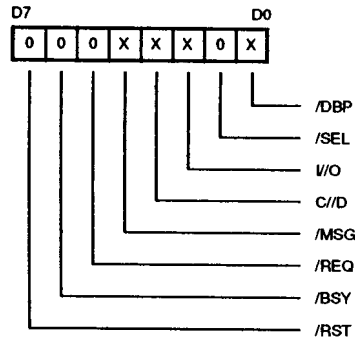 D7 D0
0 0 0 X X X 0 X
/DBP
/SEL
I//O
C//D
/MSG
/REQ
/BSY
/RST